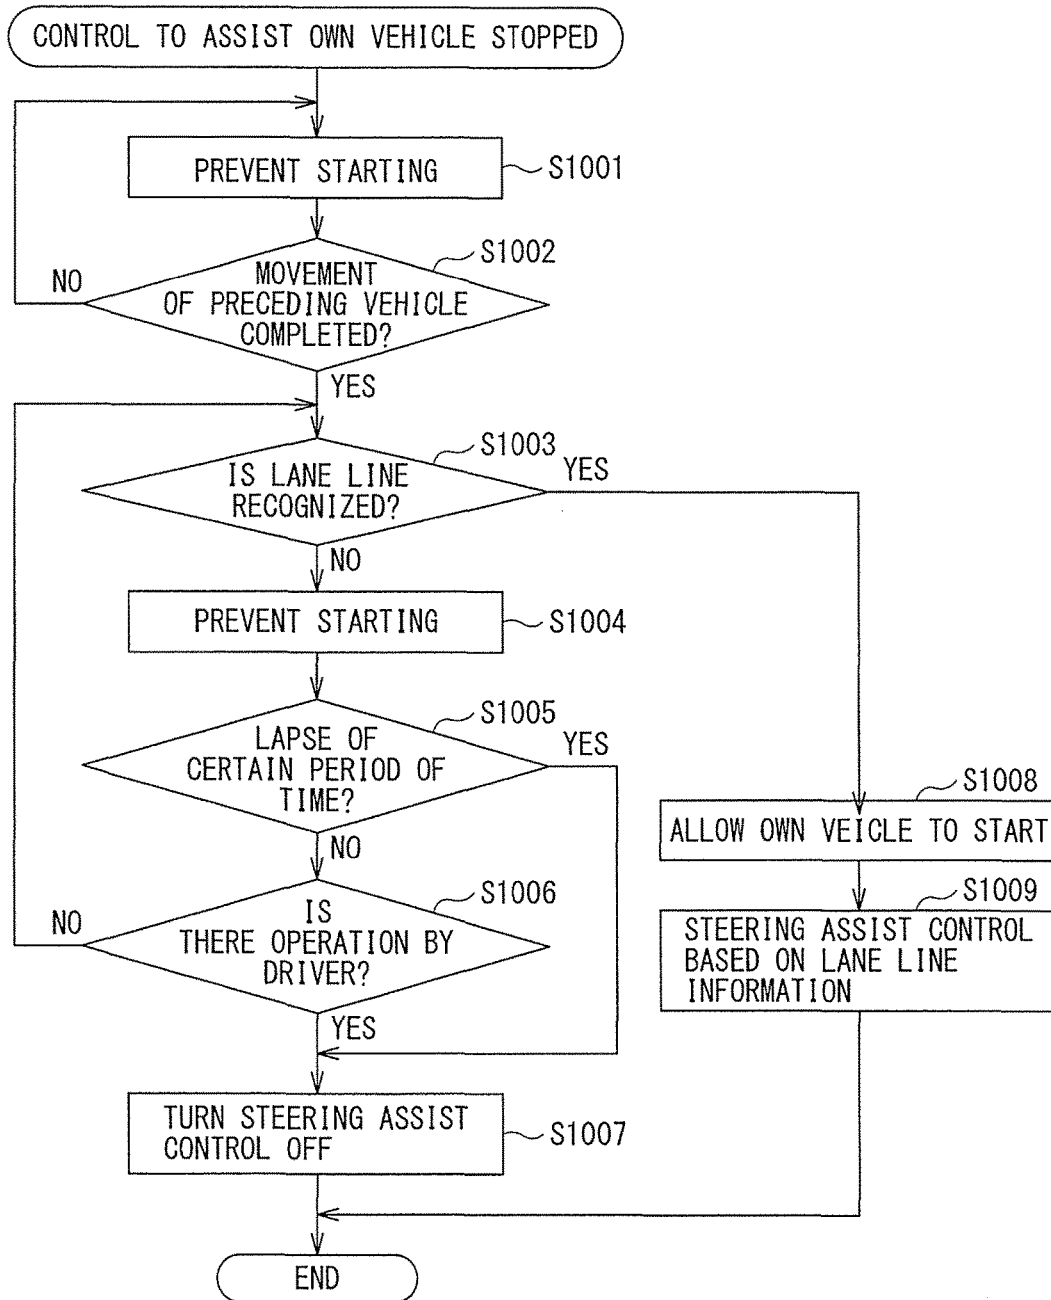 CONTROL TO ASSIST OWN VEHICLE STOPPED
PREVENT STARTING
S1001
S1002
MOVEMENT
OF PRECEDING VEHICLE
COMPLETED?
NO
YES
S1003
IS LANE LINE
RECOGNIZED?
YES
NO
PREVENT STARTING
S1004
S1005
LAPSE OF
CERTAIN PERIOD OF
TIME?
YES
NO
S1006
IS
THERE OPERATION BY
DRIVER?
NO
YES
TURN STEERING ASSIST
CONTROL OFF
S1007
S1008
ALLOW OWN VEICLE TO START
S1009
STEERING ASSIST CONTROL
BASED ON LANE LINE
INFORMATION
END